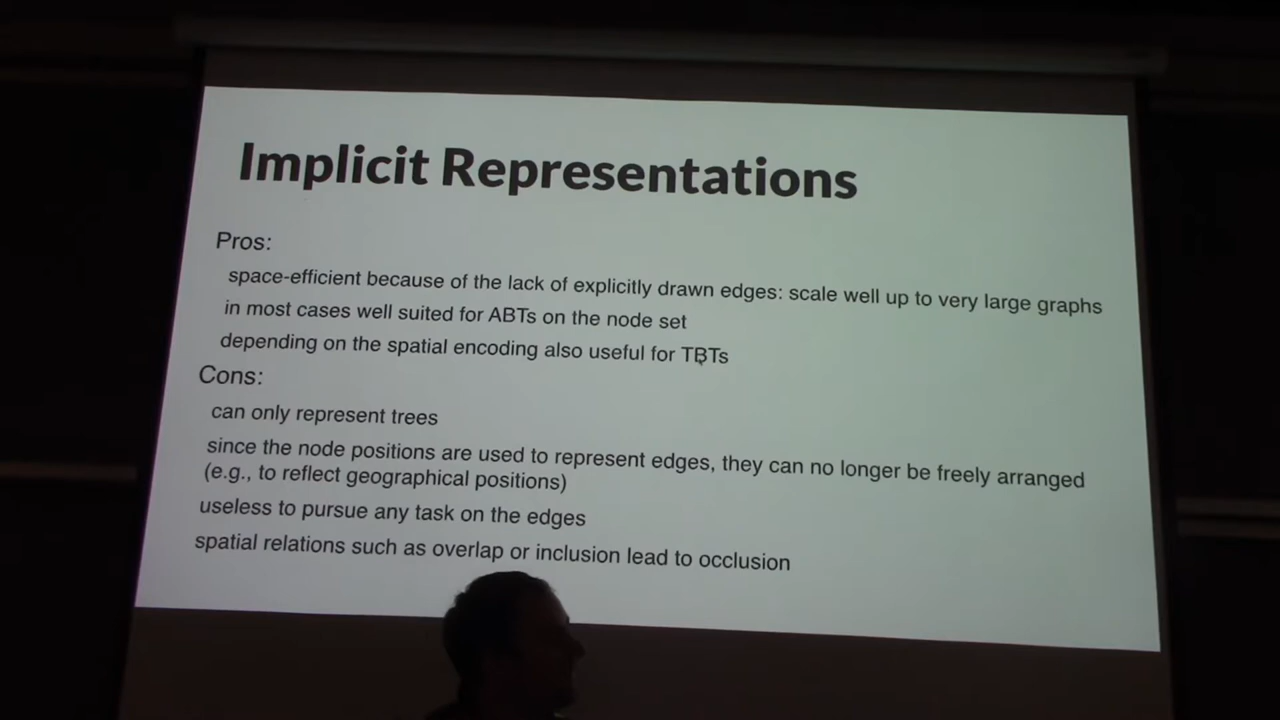 Implicit Representations
Pros:
space-efficient because of the lack of explicitly drawn edges: scale well up to very large graphs
in most cases well suited for ABTs on the node set
depending on the spatial encoding also useful for TBTs
Cons:
can only represent trees
since the node positions are used to represent edges, they can no longer be freely arranged
(e.g., to reflect geographical positions)
useless to pursue any task on the edges
spatial relations such as overlap or inclusion lead to occlusion